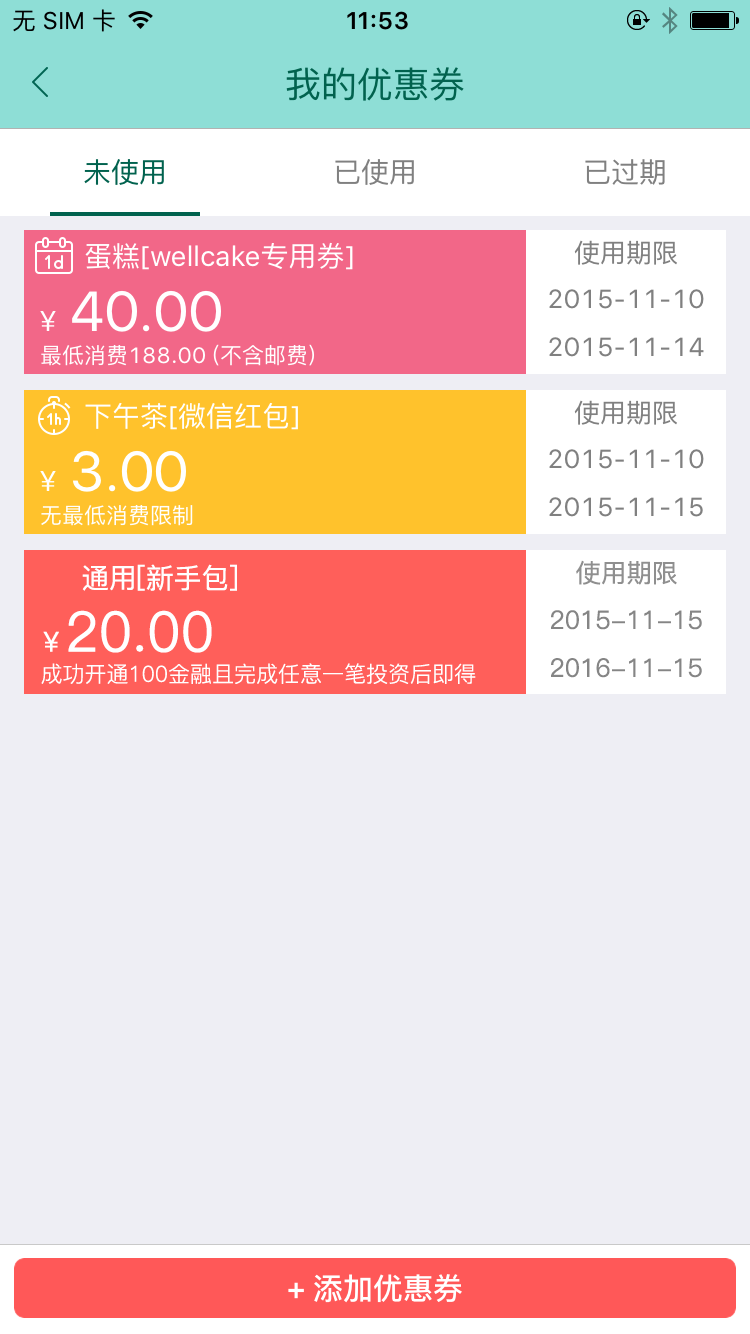 无 SIM 卡 11:53
我的优惠券
未使用 已使用 已过期
1d 蛋糕[wellcake专用券]
¥ 40.00
最低消费188.00 (不含邮费)
使用期限
2015-11-10
2015-11-14
1h 下午茶[微信红包]
¥ 3.00
无最低消费限制
使用期限
2015-11-10
2015-11-15
通用[新手包]
¥ 20.00
成功开通100金融且完成任意一笔投资后即得
使用期限
2015–11–15
2016–11–15
+ 添加优惠券